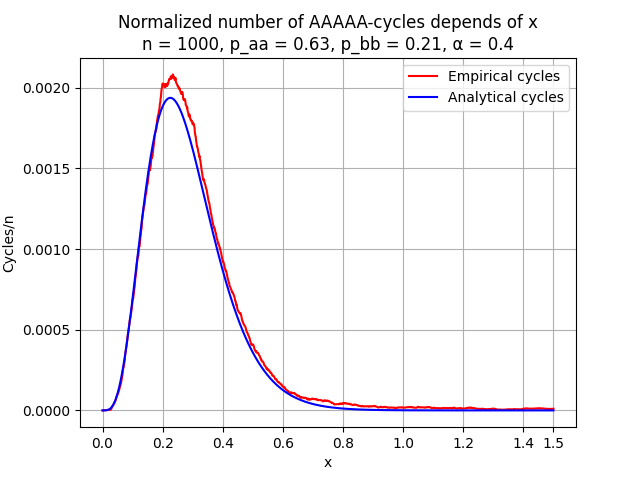 Normalized number of AAAAA-cycles depends of x
n = 1000, p_aa = 0.63, p_bb = 0.21, α = 0.4
Empirical cycles
Analytical cycles
Cycles/n
0.0020
0.0015
0.0010
0.0005
0.0000
0.0 0.2 0.4 0.6 0.8 1.0 1.2 1.4 1.5
x